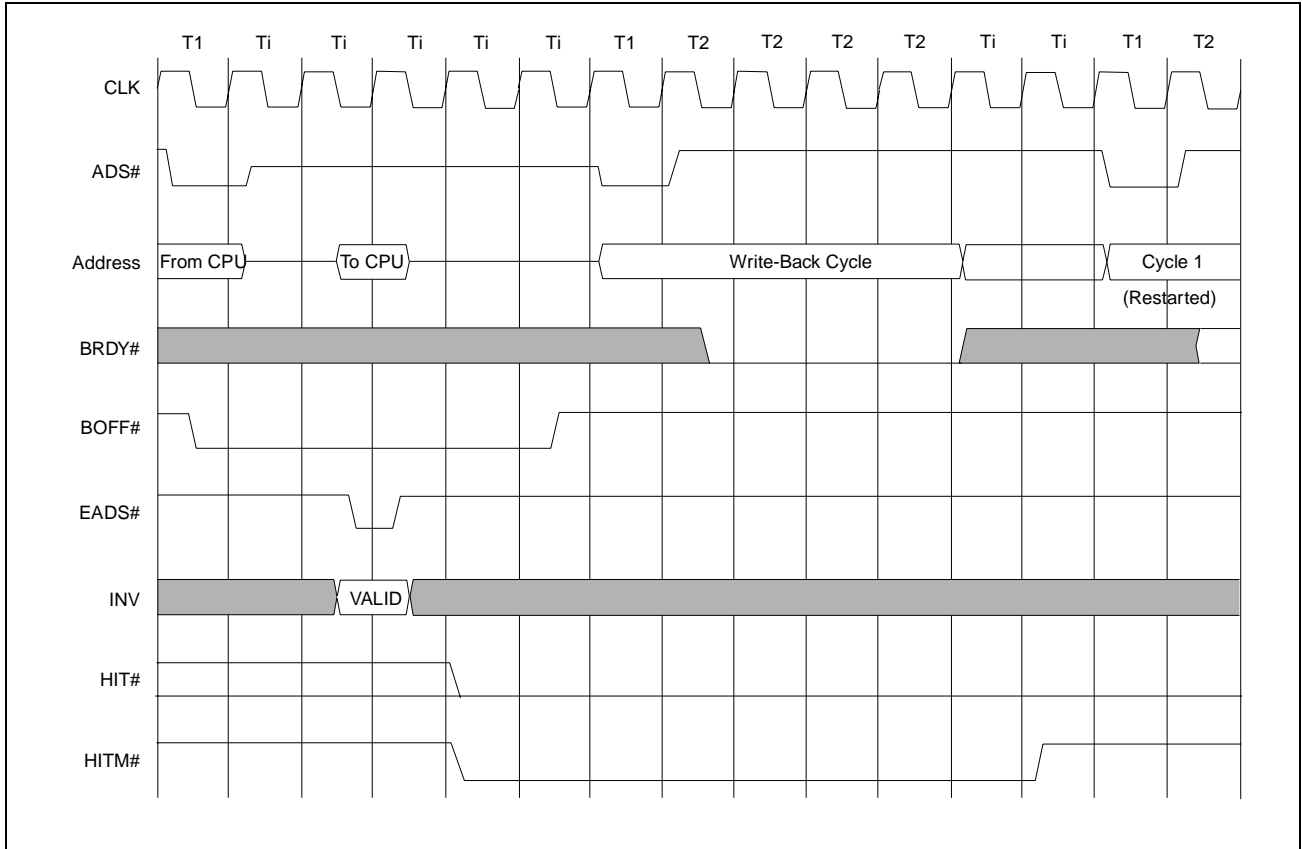 T1 Ti Ti Ti Ti Ti T1 T2 T2 T2 T2 Ti Ti T1 T2
CLK
ADS#
Address From CPU To CPU Write-Back Cycle Cycle 1
(Restarted)
BRDY#
BOFF#
EADS#
INV VALID
HIT#
HITM#